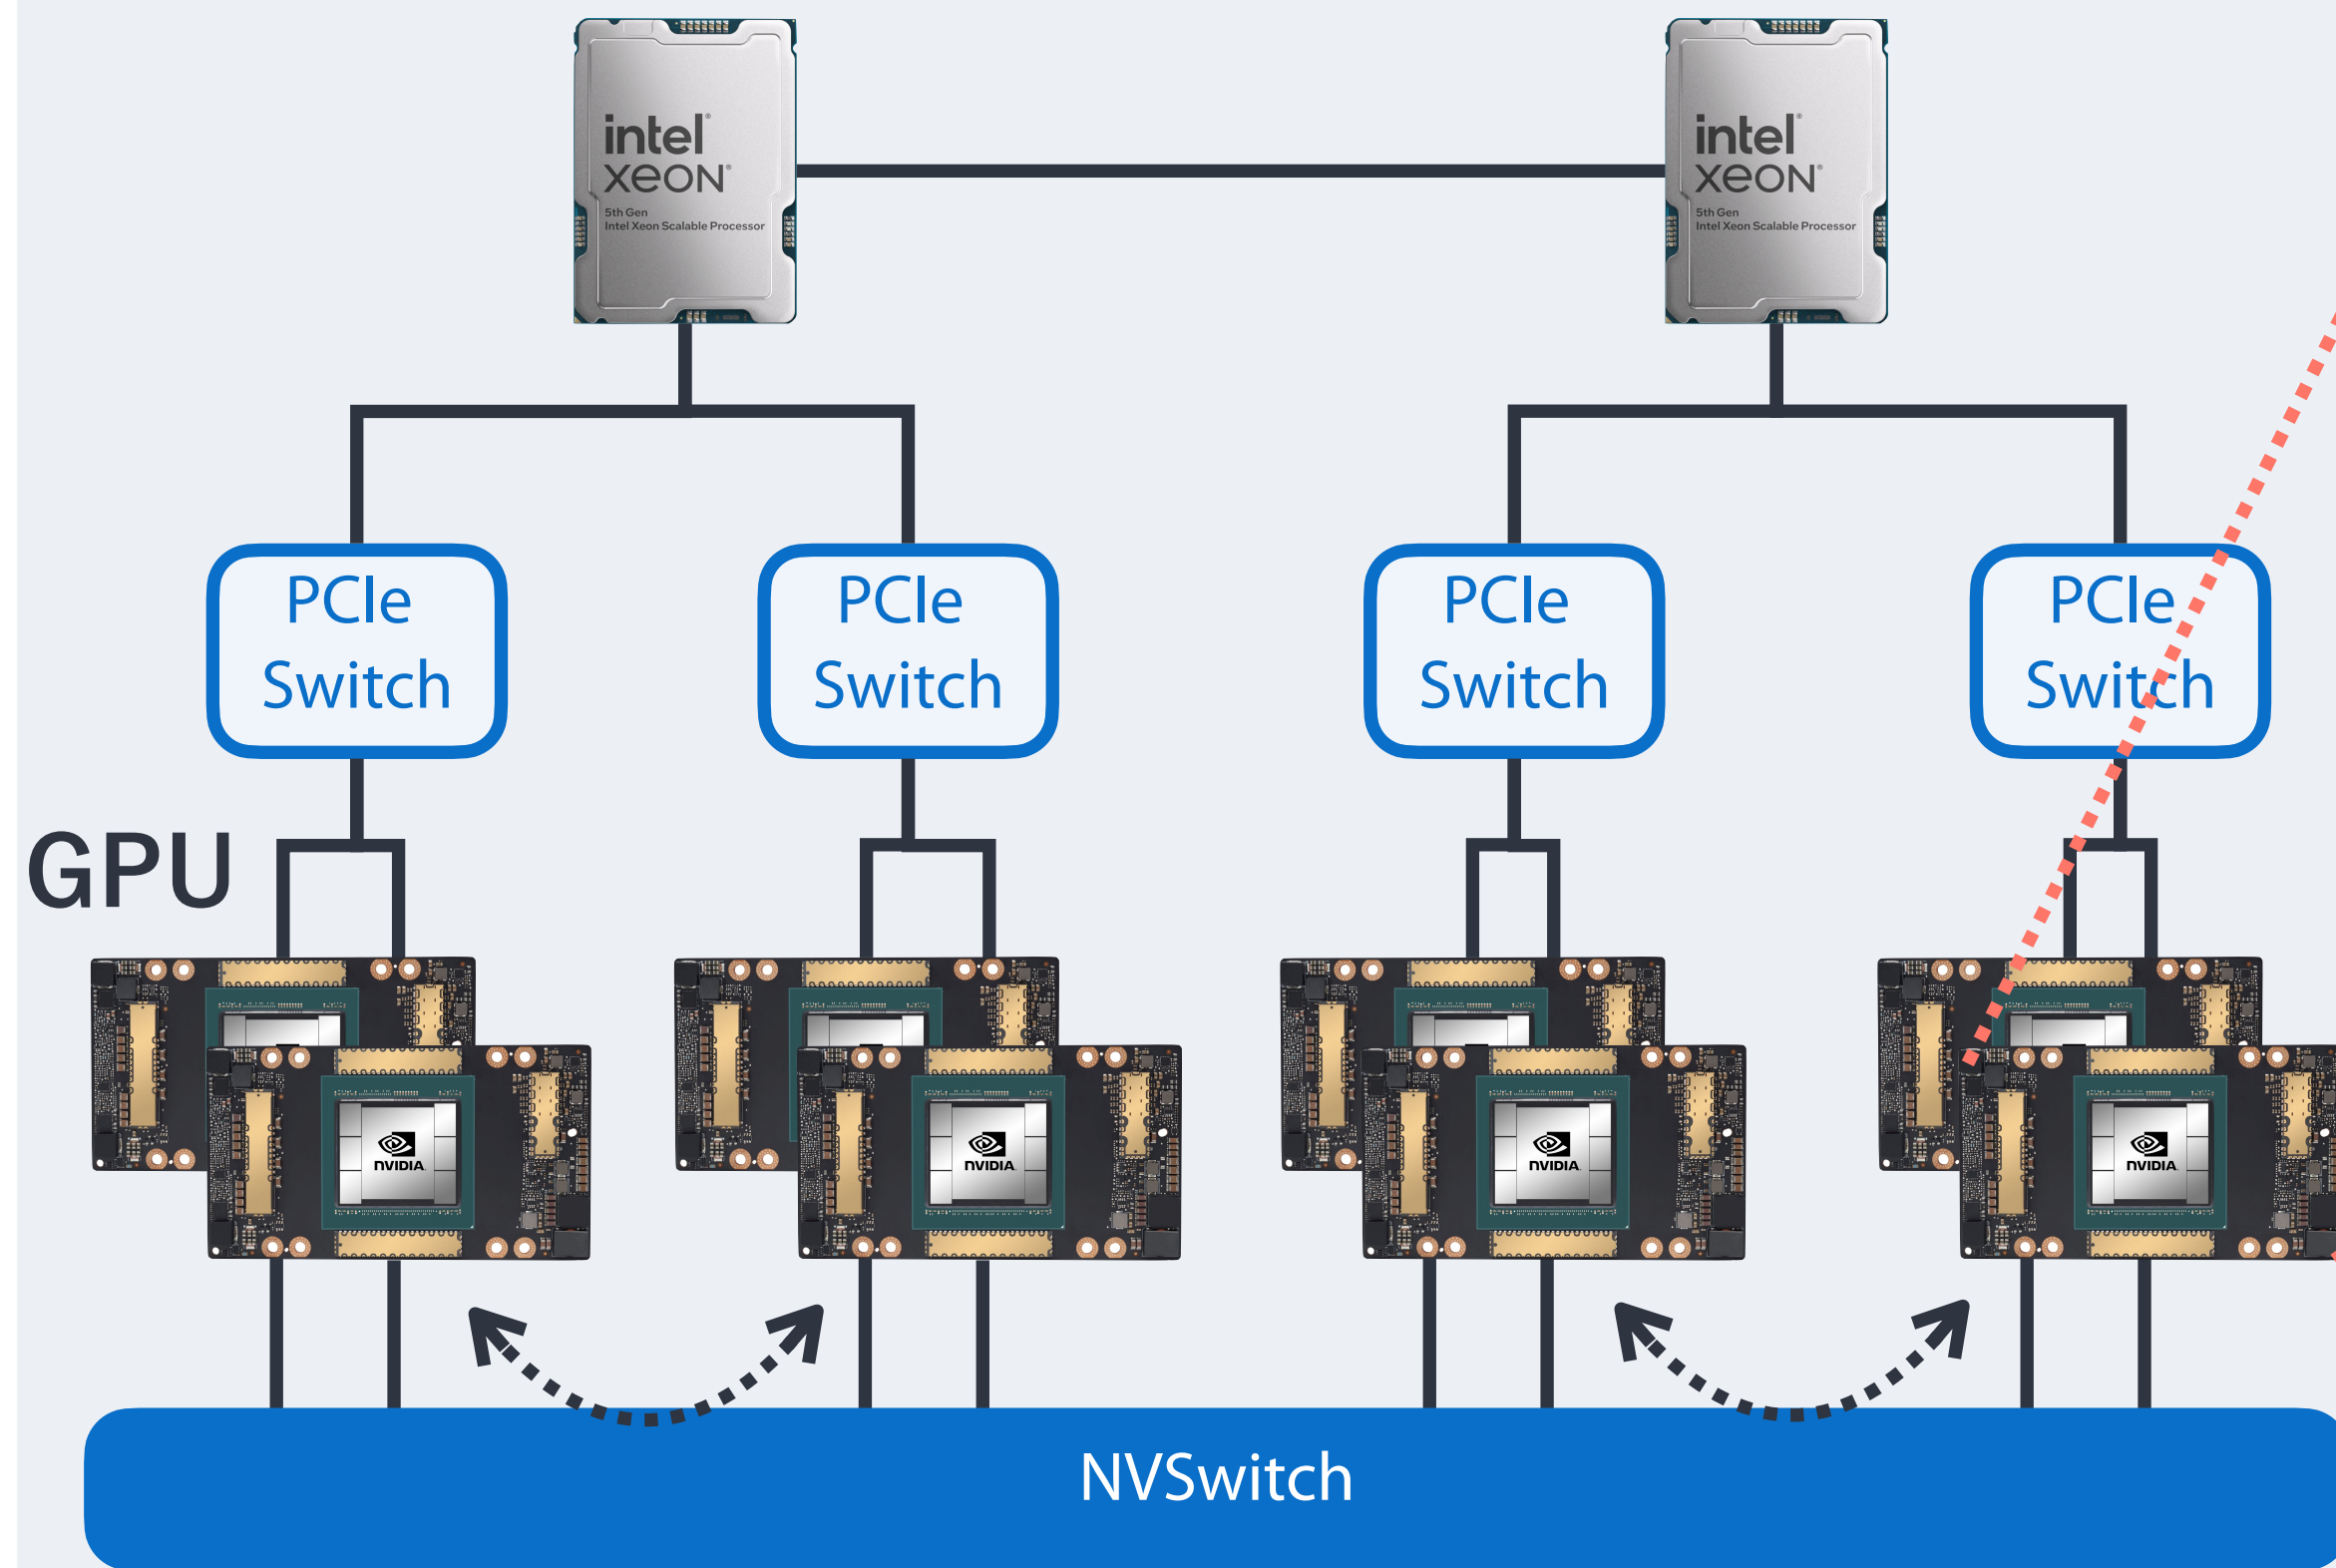 intel
xeon
5th Gen
Intel Xeon Scalable Processor
intel
xeon
5th Gen
Intel Xeon Scalable Processor
PCIe
Switch
PCIe
Switch
PCIe
Switch
PCIe
Switch
GPU
NVIDIA
NVIDIA
NVIDIA
NVIDIA
NVSwitch